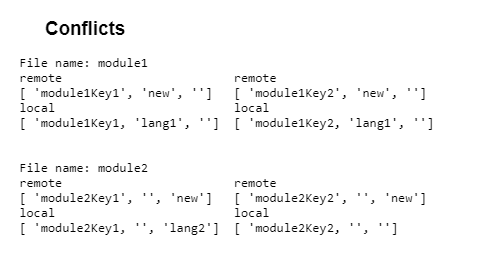 Conflicts
File name: module1
remote remote
[ 'module1Key1', 'new', ''] [ 'module1Key2', 'new', '']
local local
[ 'module1Key1, 'lang1', ''] [ 'module1Key2, 'lang1', '']
File name: module2
remote remote
[ 'module2Key1', '', 'new'] [ 'module2Key2', '', 'new']
local local
[ 'module2Key1, '', 'lang2'] [ 'module2Key2, '', '']